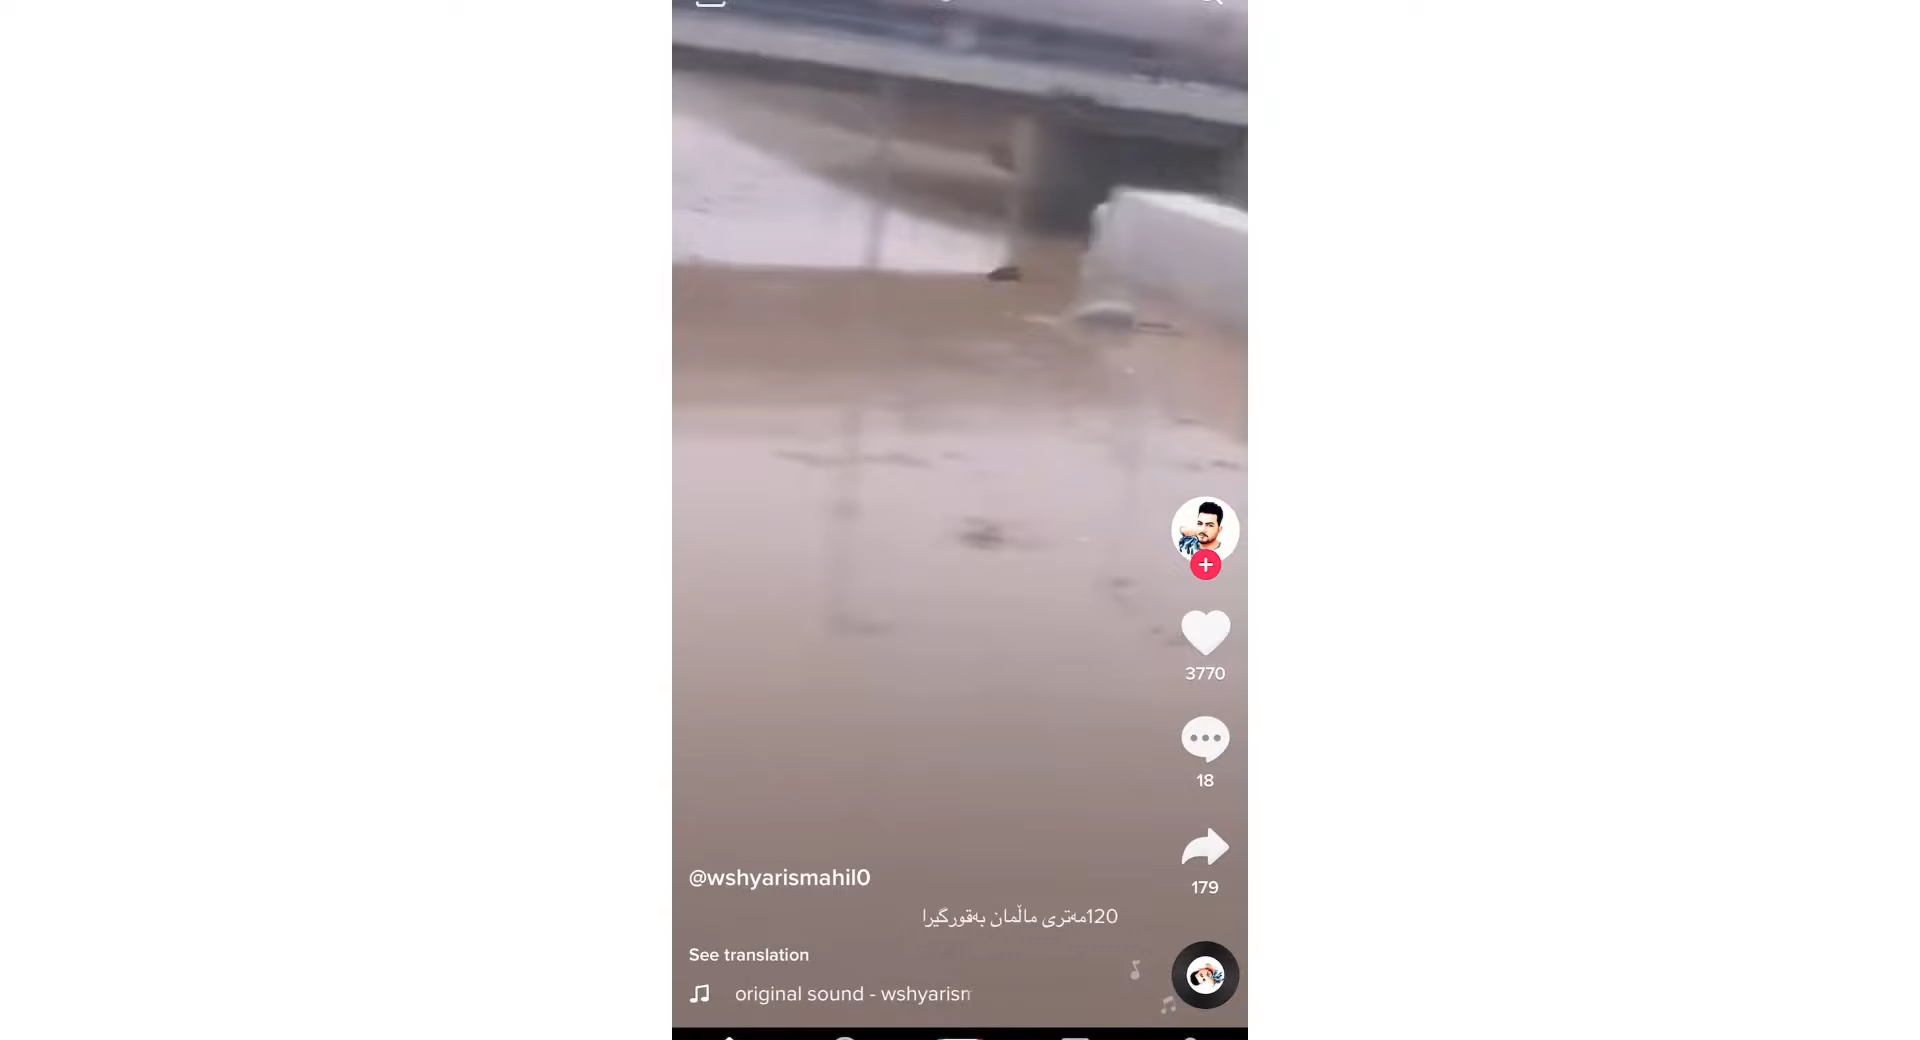 3770
18
179
@wshyarismahil0
120مەتری ماڵمان بەقورگیرا
See translation
original sound - wshyarism